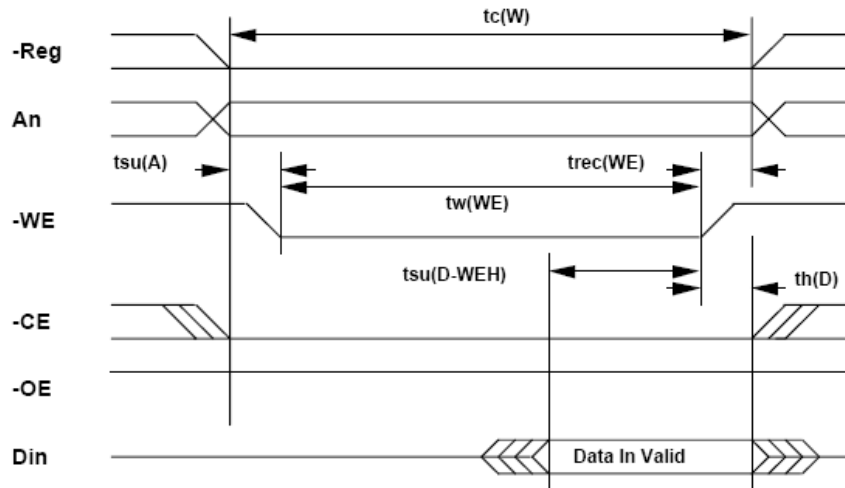 tc(W)
-Reg
An
tsu(A)
trec(WE)
tw(WE)
-WE
tsu(D-WEH)
th(D)
-CE
-OE
Din
Data In Valid